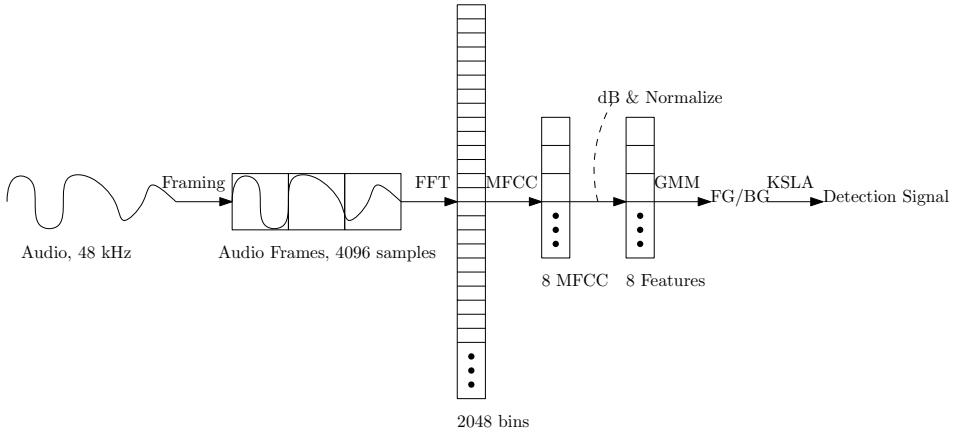 dB & Normalize
Framing
FFT
MFCC
GMM
KSLA
FG/BG
Detection Signal
Audio, 48 kHz
Audio Frames, 4096 samples
8 MFCC
8 Features
2048 bins